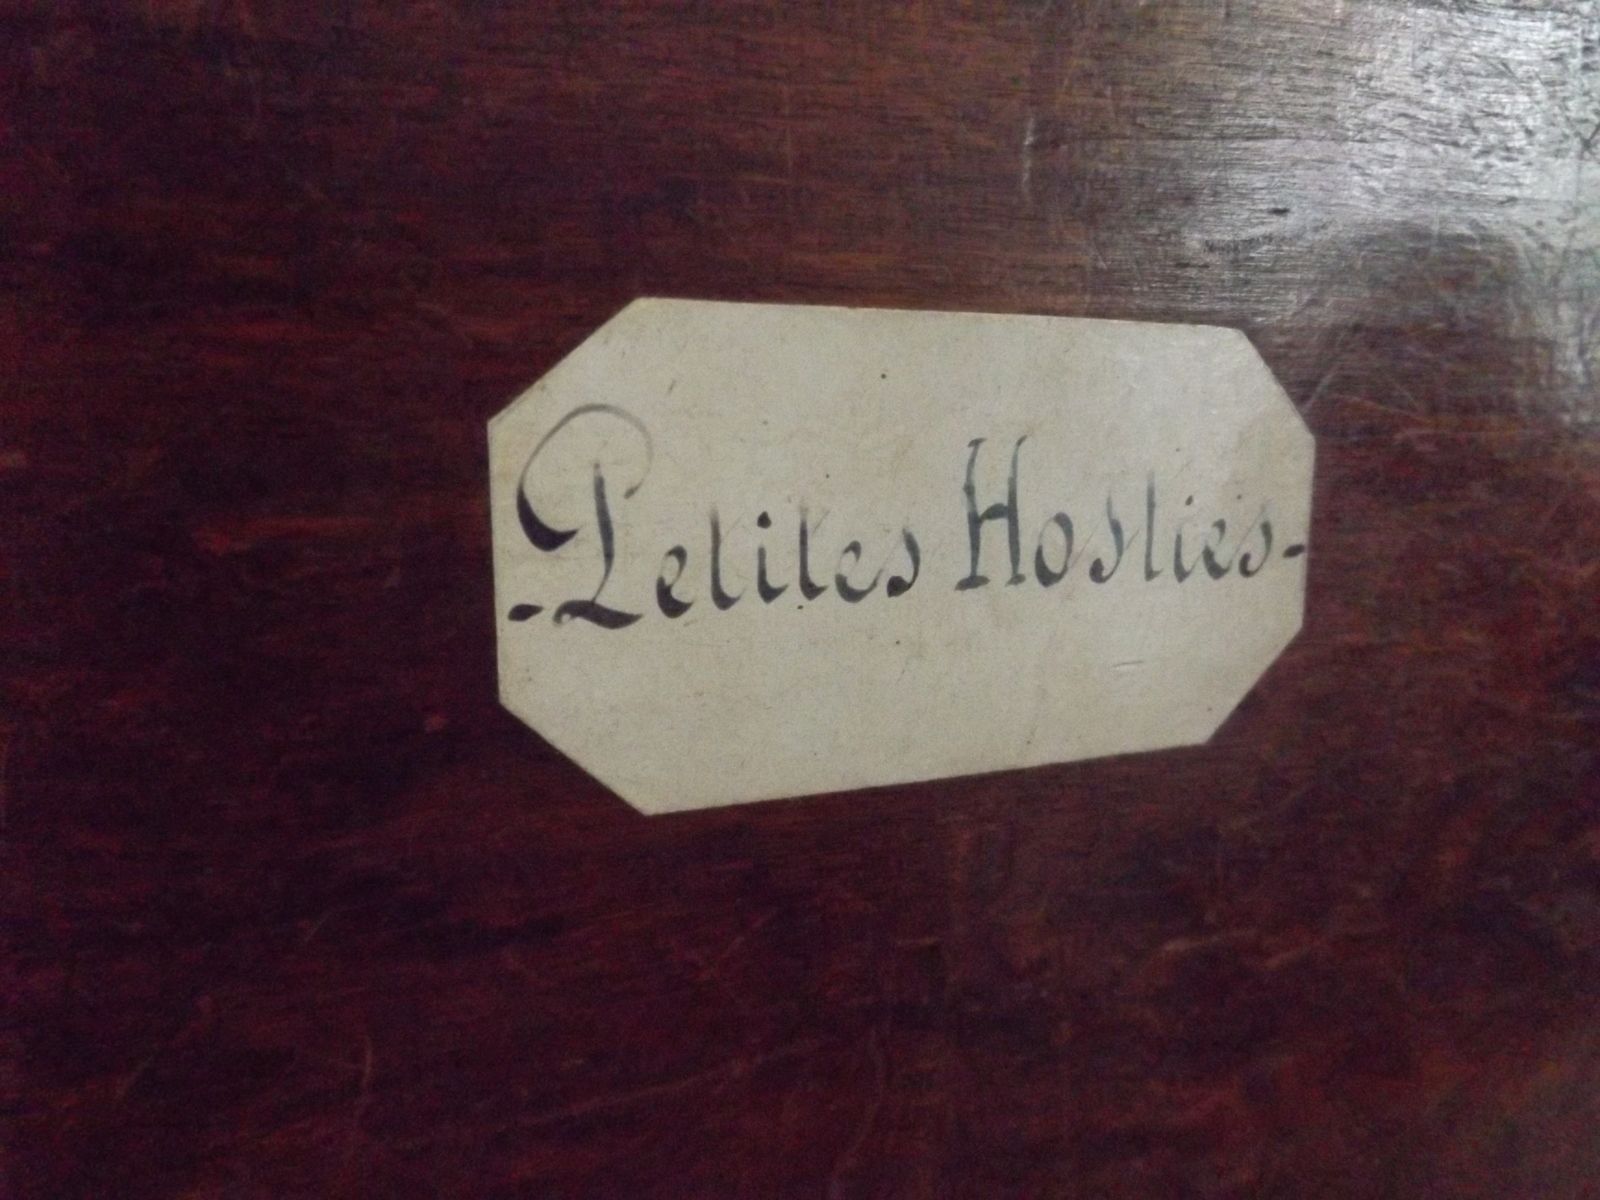 - Petites Hosties -